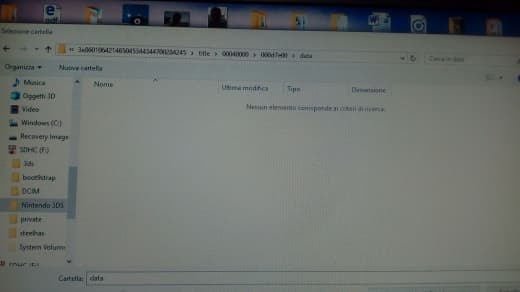 Selezione cartella
title > 00040000 > 000d7e00 > data
Cerca in data
Organizza
Nuova cartella
Nome
Ultima modifica
Tipo
Dimensione
Nessun elemento corrisponde ai criteri di ricerca.
Musica
Oggetti 3D
Video
Windows (C:)
Recovery Image
SDHC (F:)
3ds
boot9strap
DCIM
Nintendo 3DS
private
steelhax
System Volume
SDHC (F:)
Cartella: data